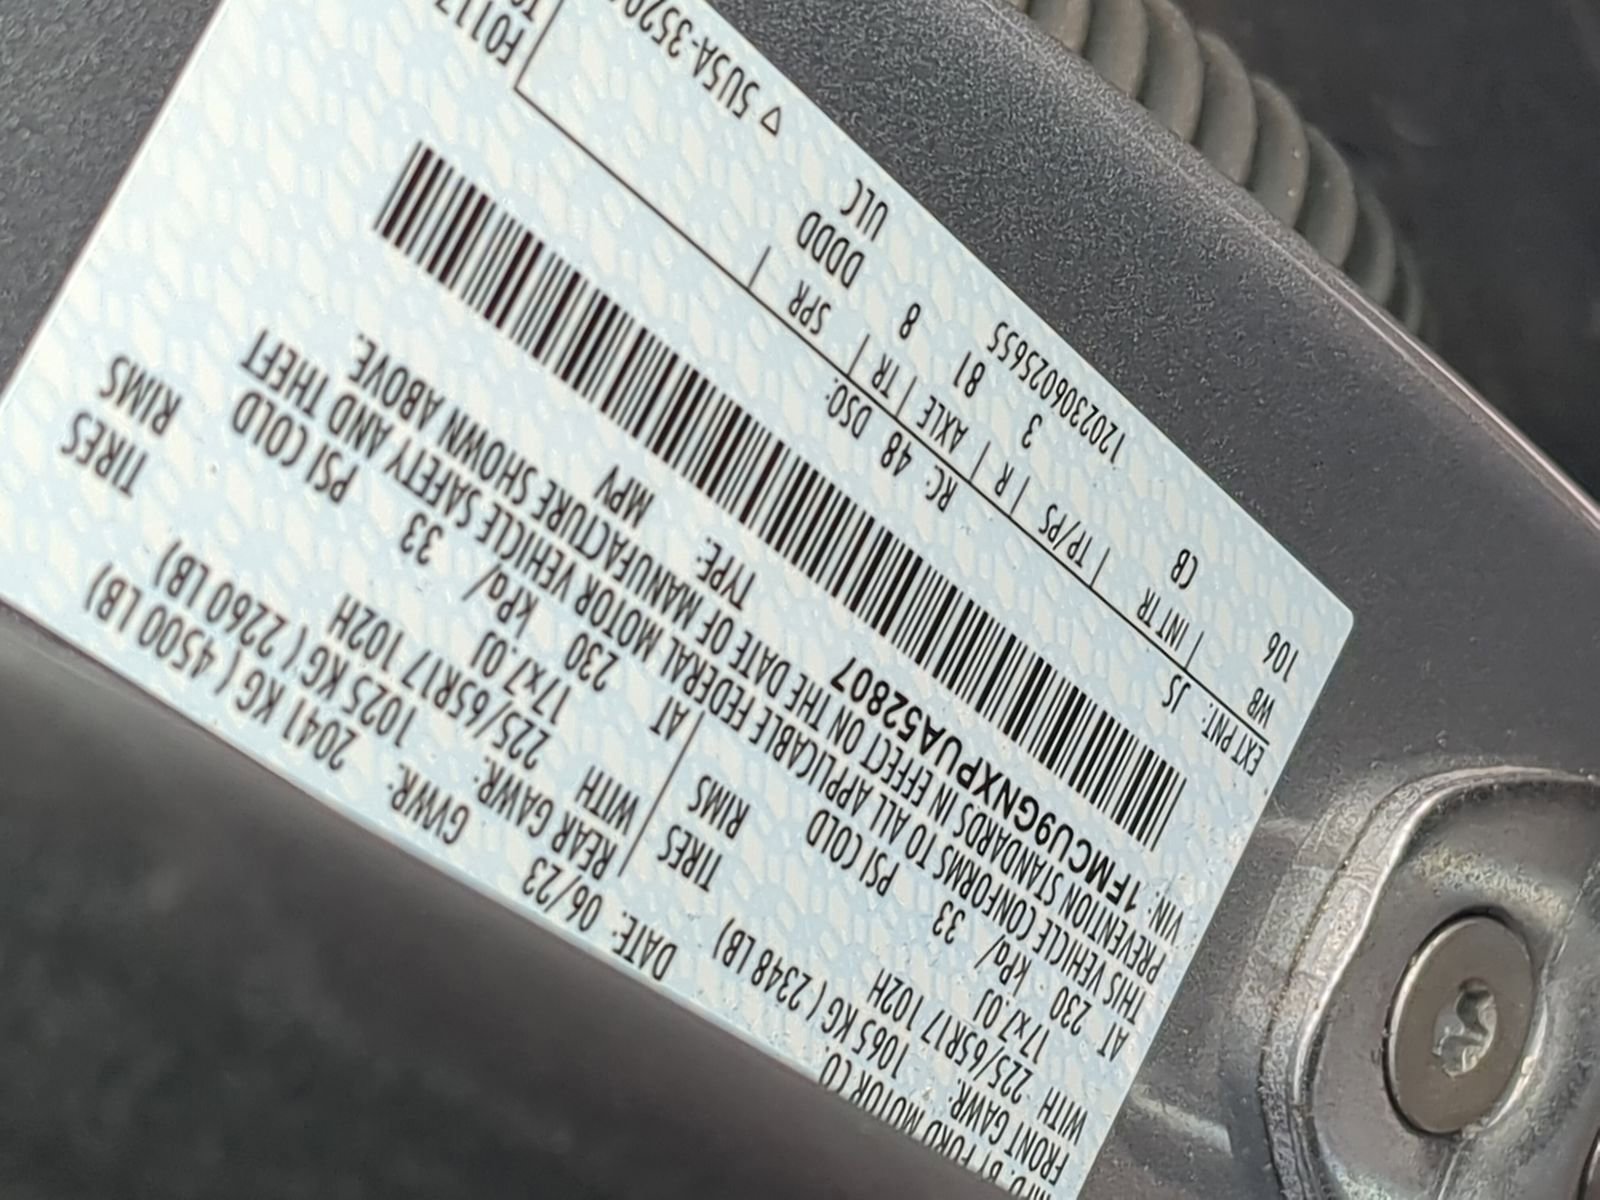 MFD. BY FORD MOTOR CO.
DATE: 06/23 GVWR: 2041 KG ( 4500 LB)
FRONT GAWR: 1065 KG ( 2348 LB) REAR GAWR: 1025 KG ( 2260 LB)
WITH 225/65R17 102H TIRES WITH 225/65R17 102H TIRES
17x7.0J RIMS 17x7.0J RIMS
AT 230 kPa/ 33 PSI COLD AT 230 kPa/ 33 PSI COLD
THIS VEHICLE CONFORMS TO ALL APPLICABLE FEDERAL MOTOR VEHICLE SAFETY AND THEFT
PREVENTION STANDARDS IN EFFECT ON THE DATE OF MANUFACTURE SHOWN ABOVE.
VIN: 1FMCU9GNXPUA52807 TYPE: MPV
EXT PNT: JS RC: 48 DSO:
WB | INT TR | TP/PS | R | AXLE | TR | SPR
106 CB 3 81 8 DDDD
1202306025655 ULC
F0117
▽ 5U5A-3520